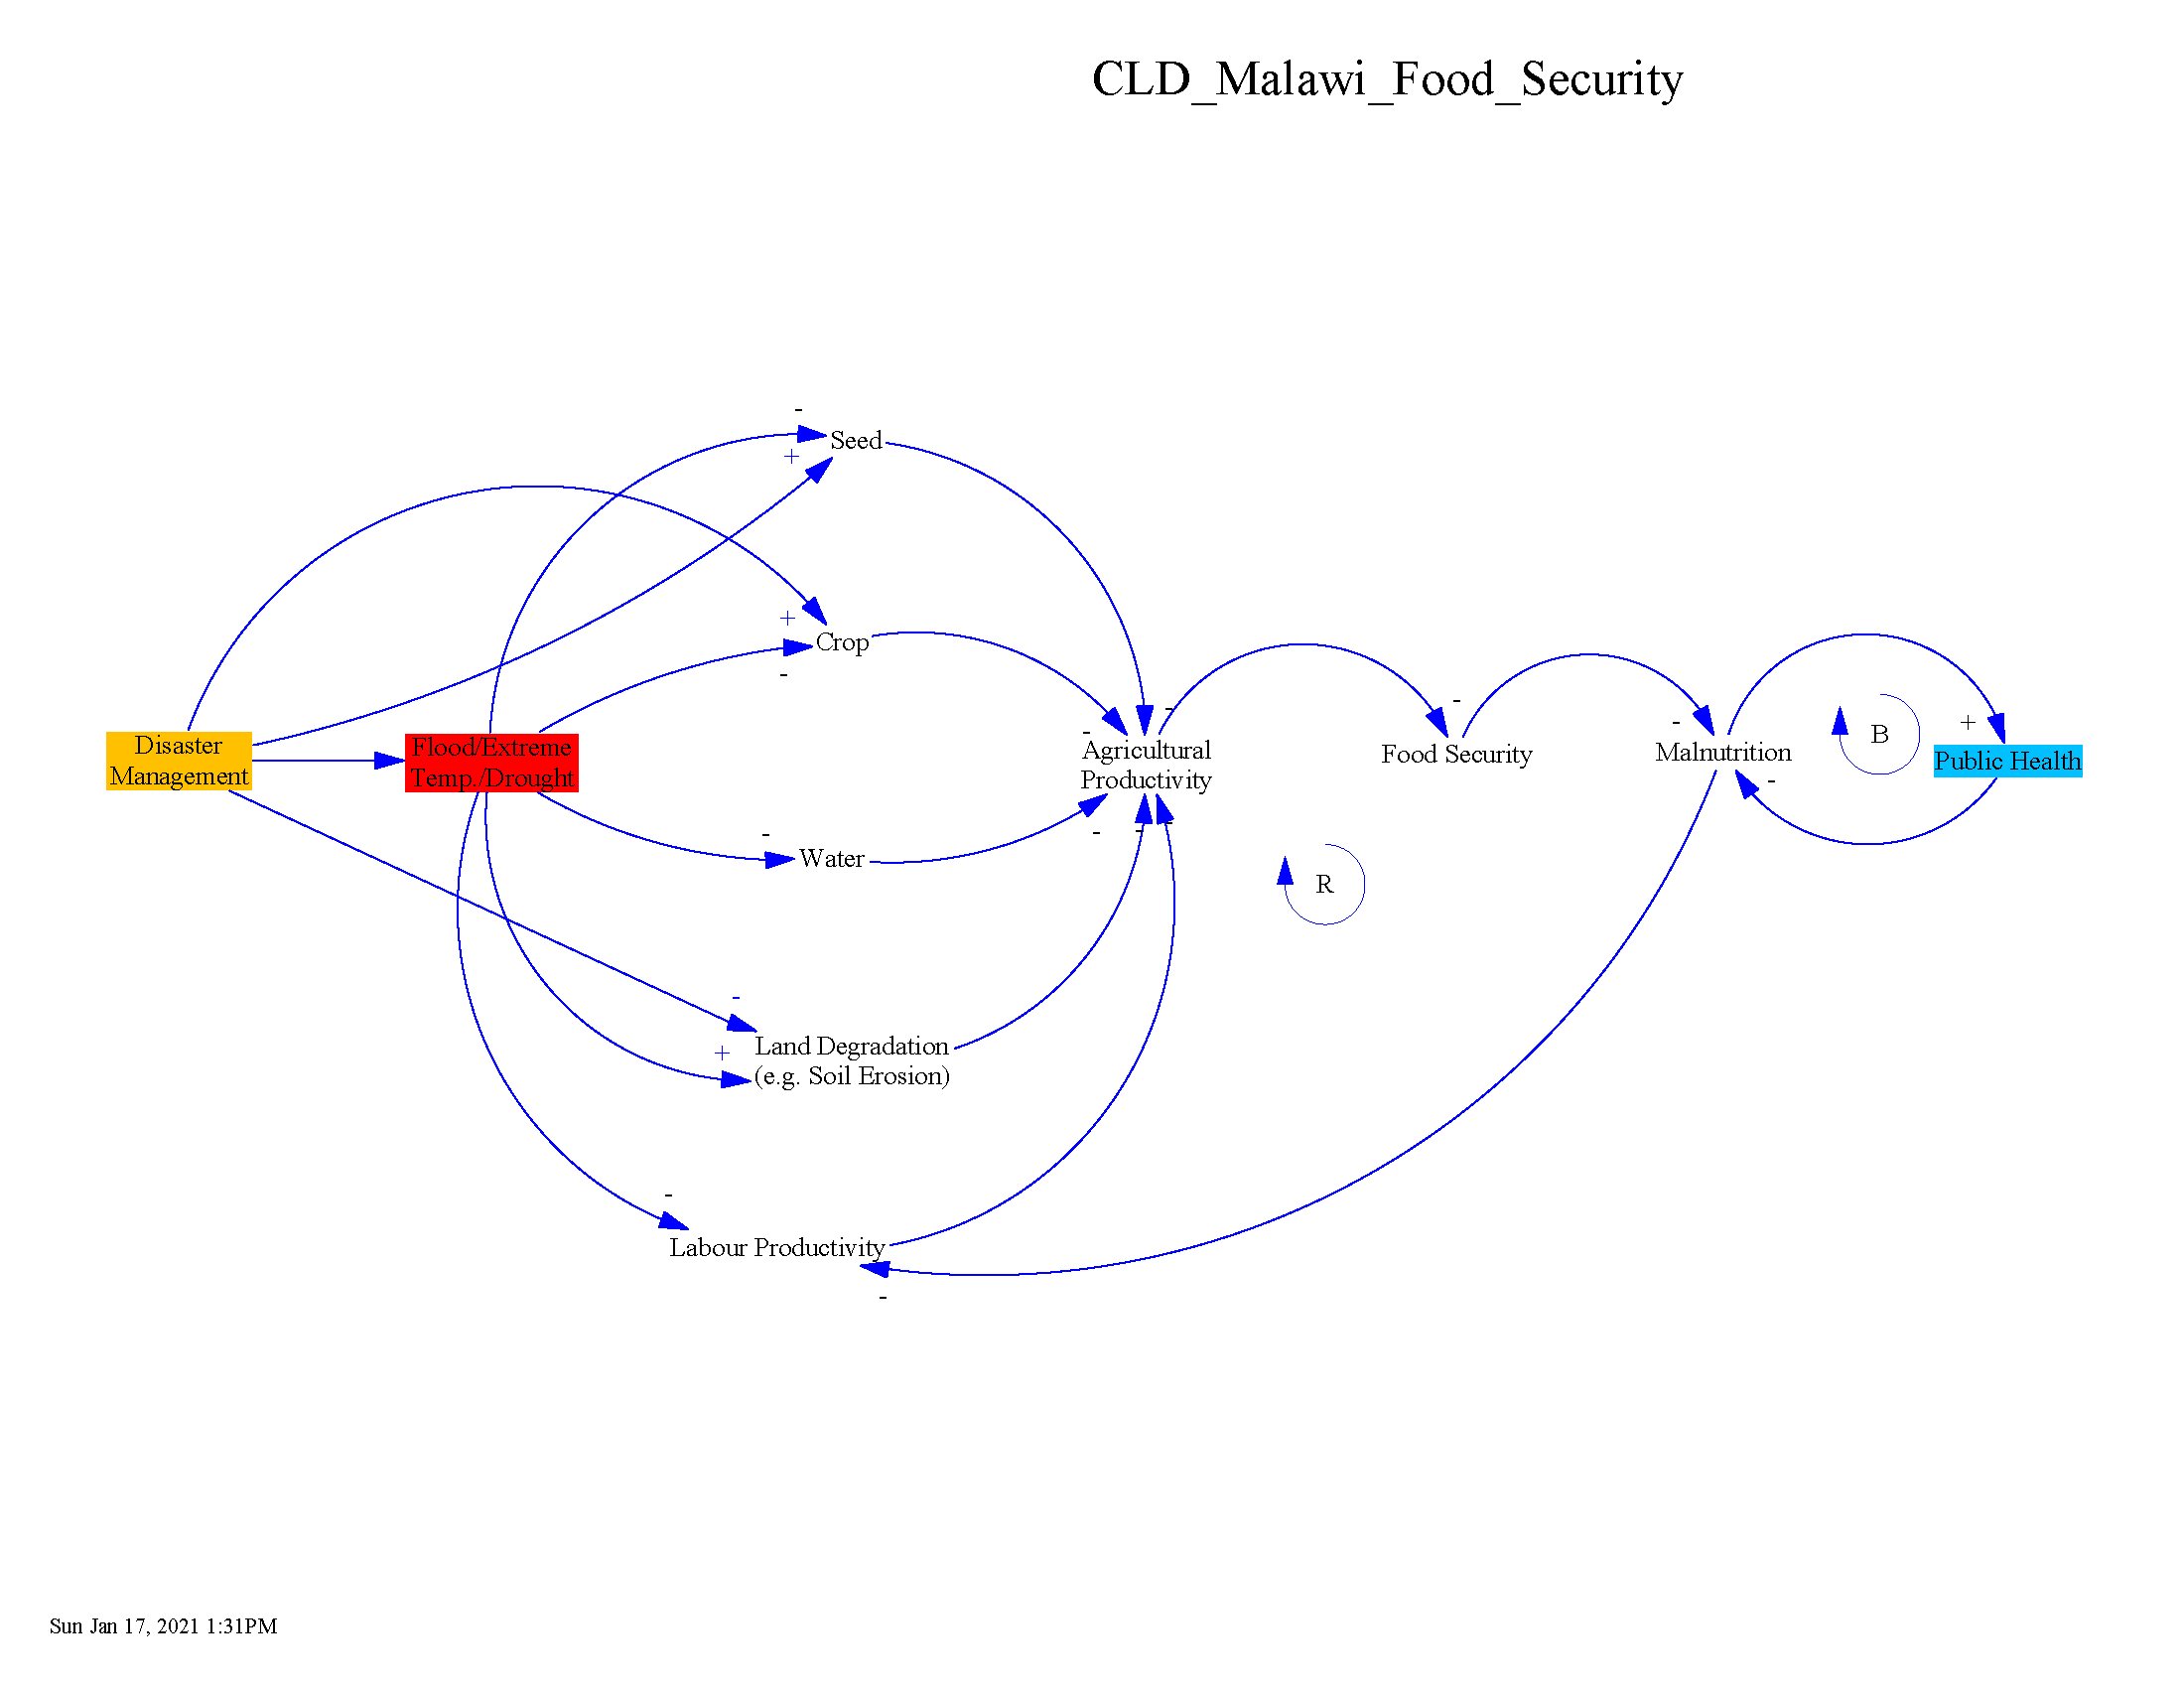 CLD_Malawi_Food_Security
-
Seed
+
+
Crop
-
-
-
-
-
+
Disaster
Management
Flood/Extreme
Temp./Drought
Agricultural
Productivity
Food Security
Malnutrition
B
Public Health
-
-
Water
-
-
-
R
-
Land Degradation
(e.g. Soil Erosion)
+
-
Labour Productivity
-
Sun Jan 17, 2021 1:31PM